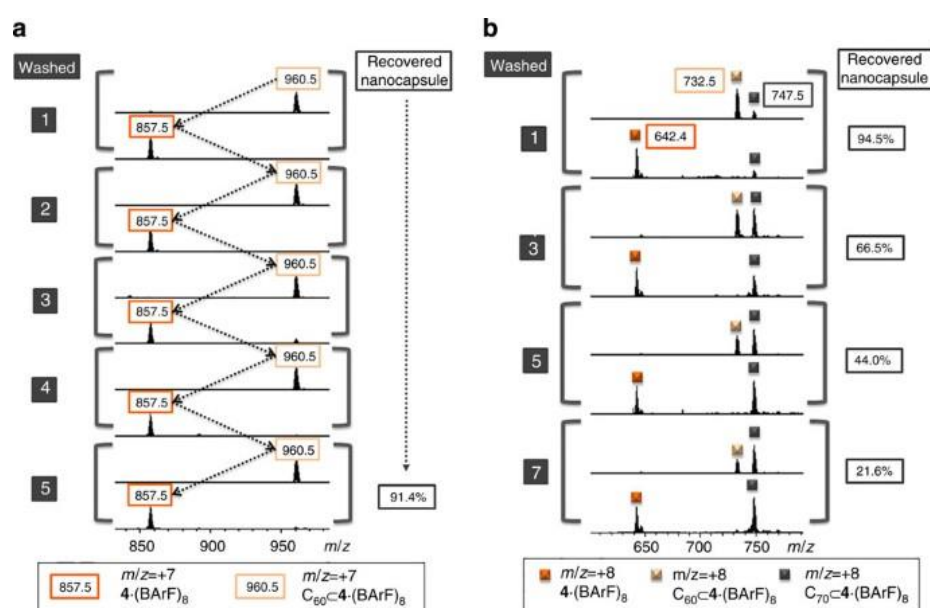 a
Washed
Recovered
nanocapsule
960.5
1
857.5
960.5
2
857.5
960.5
3
857.5
960.5
4
857.5
960.5
5
857.5
91.4%
850 900 950 m/z
857.5 m/z=+7 4·(BArF)8
960.5 m/z=+7 C60⊂4·(BArF)8
b
Washed
Recovered
nanocapsule
732.5
747.5
1
642.4
94.5%
3
66.5%
5
44.0%
7
21.6%
650 700 750 m/z
m/z=+8 m/z=+8 m/z=+8
4·(BArF)8 C60⊂4·(BArF)8 C70⊂4·(BArF)8